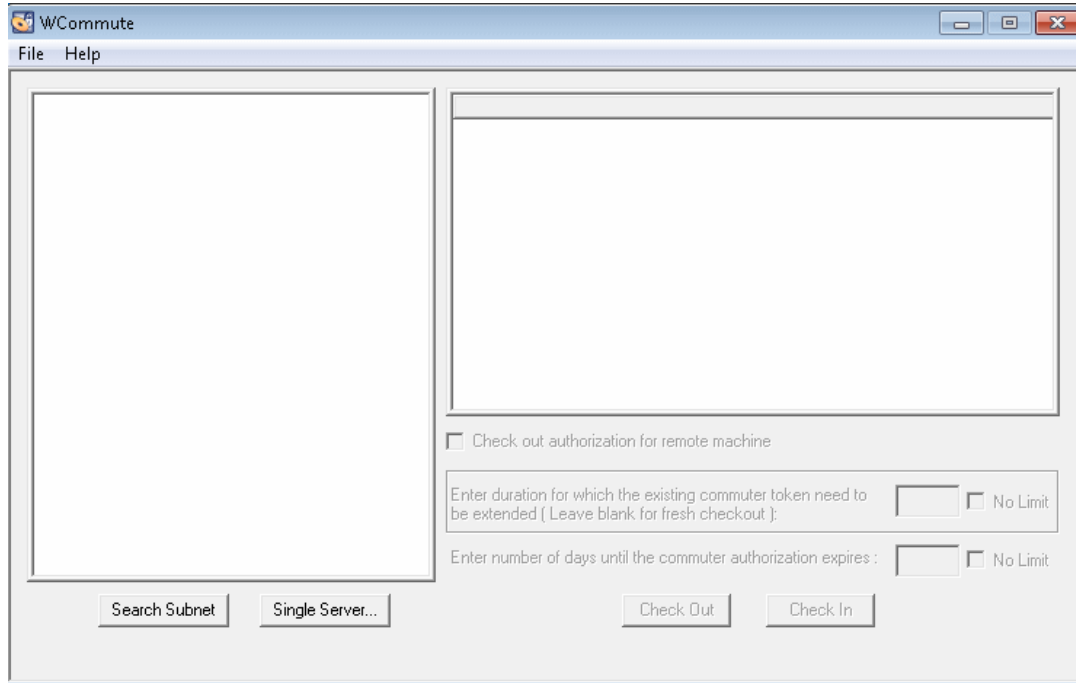 WCommute
File Help
Check out authorization for remote machine
Enter duration for which the existing commuter token need to
be extended ( Leave blank for fresh checkout ):
No Limit
Enter number of days until the commuter authorization expires :
No Limit
Search Subnet
Single Server...
Check Out
Check In